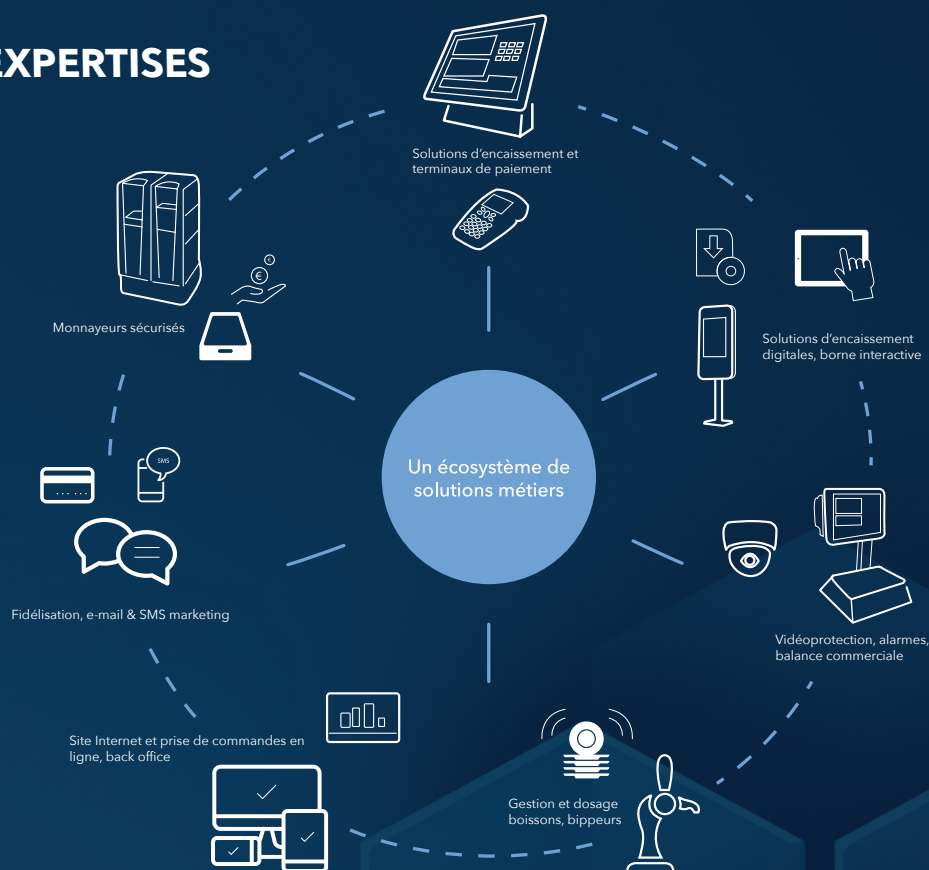 EXPERTISES
Solutions d'encaissement et
terminaux de paiement
Monnayeurs sécurisés
Solutions d'encaissement
digitales, borne interactive
SMS
Un écosystème de
solutions métiers
Fidélisation, e-mail & SMS marketing
Vidéoprotection, alarmes,
balance commerciale
Site Internet et prise de commandes en
ligne, back office
Gestion et dosage
boissons, bippeurs